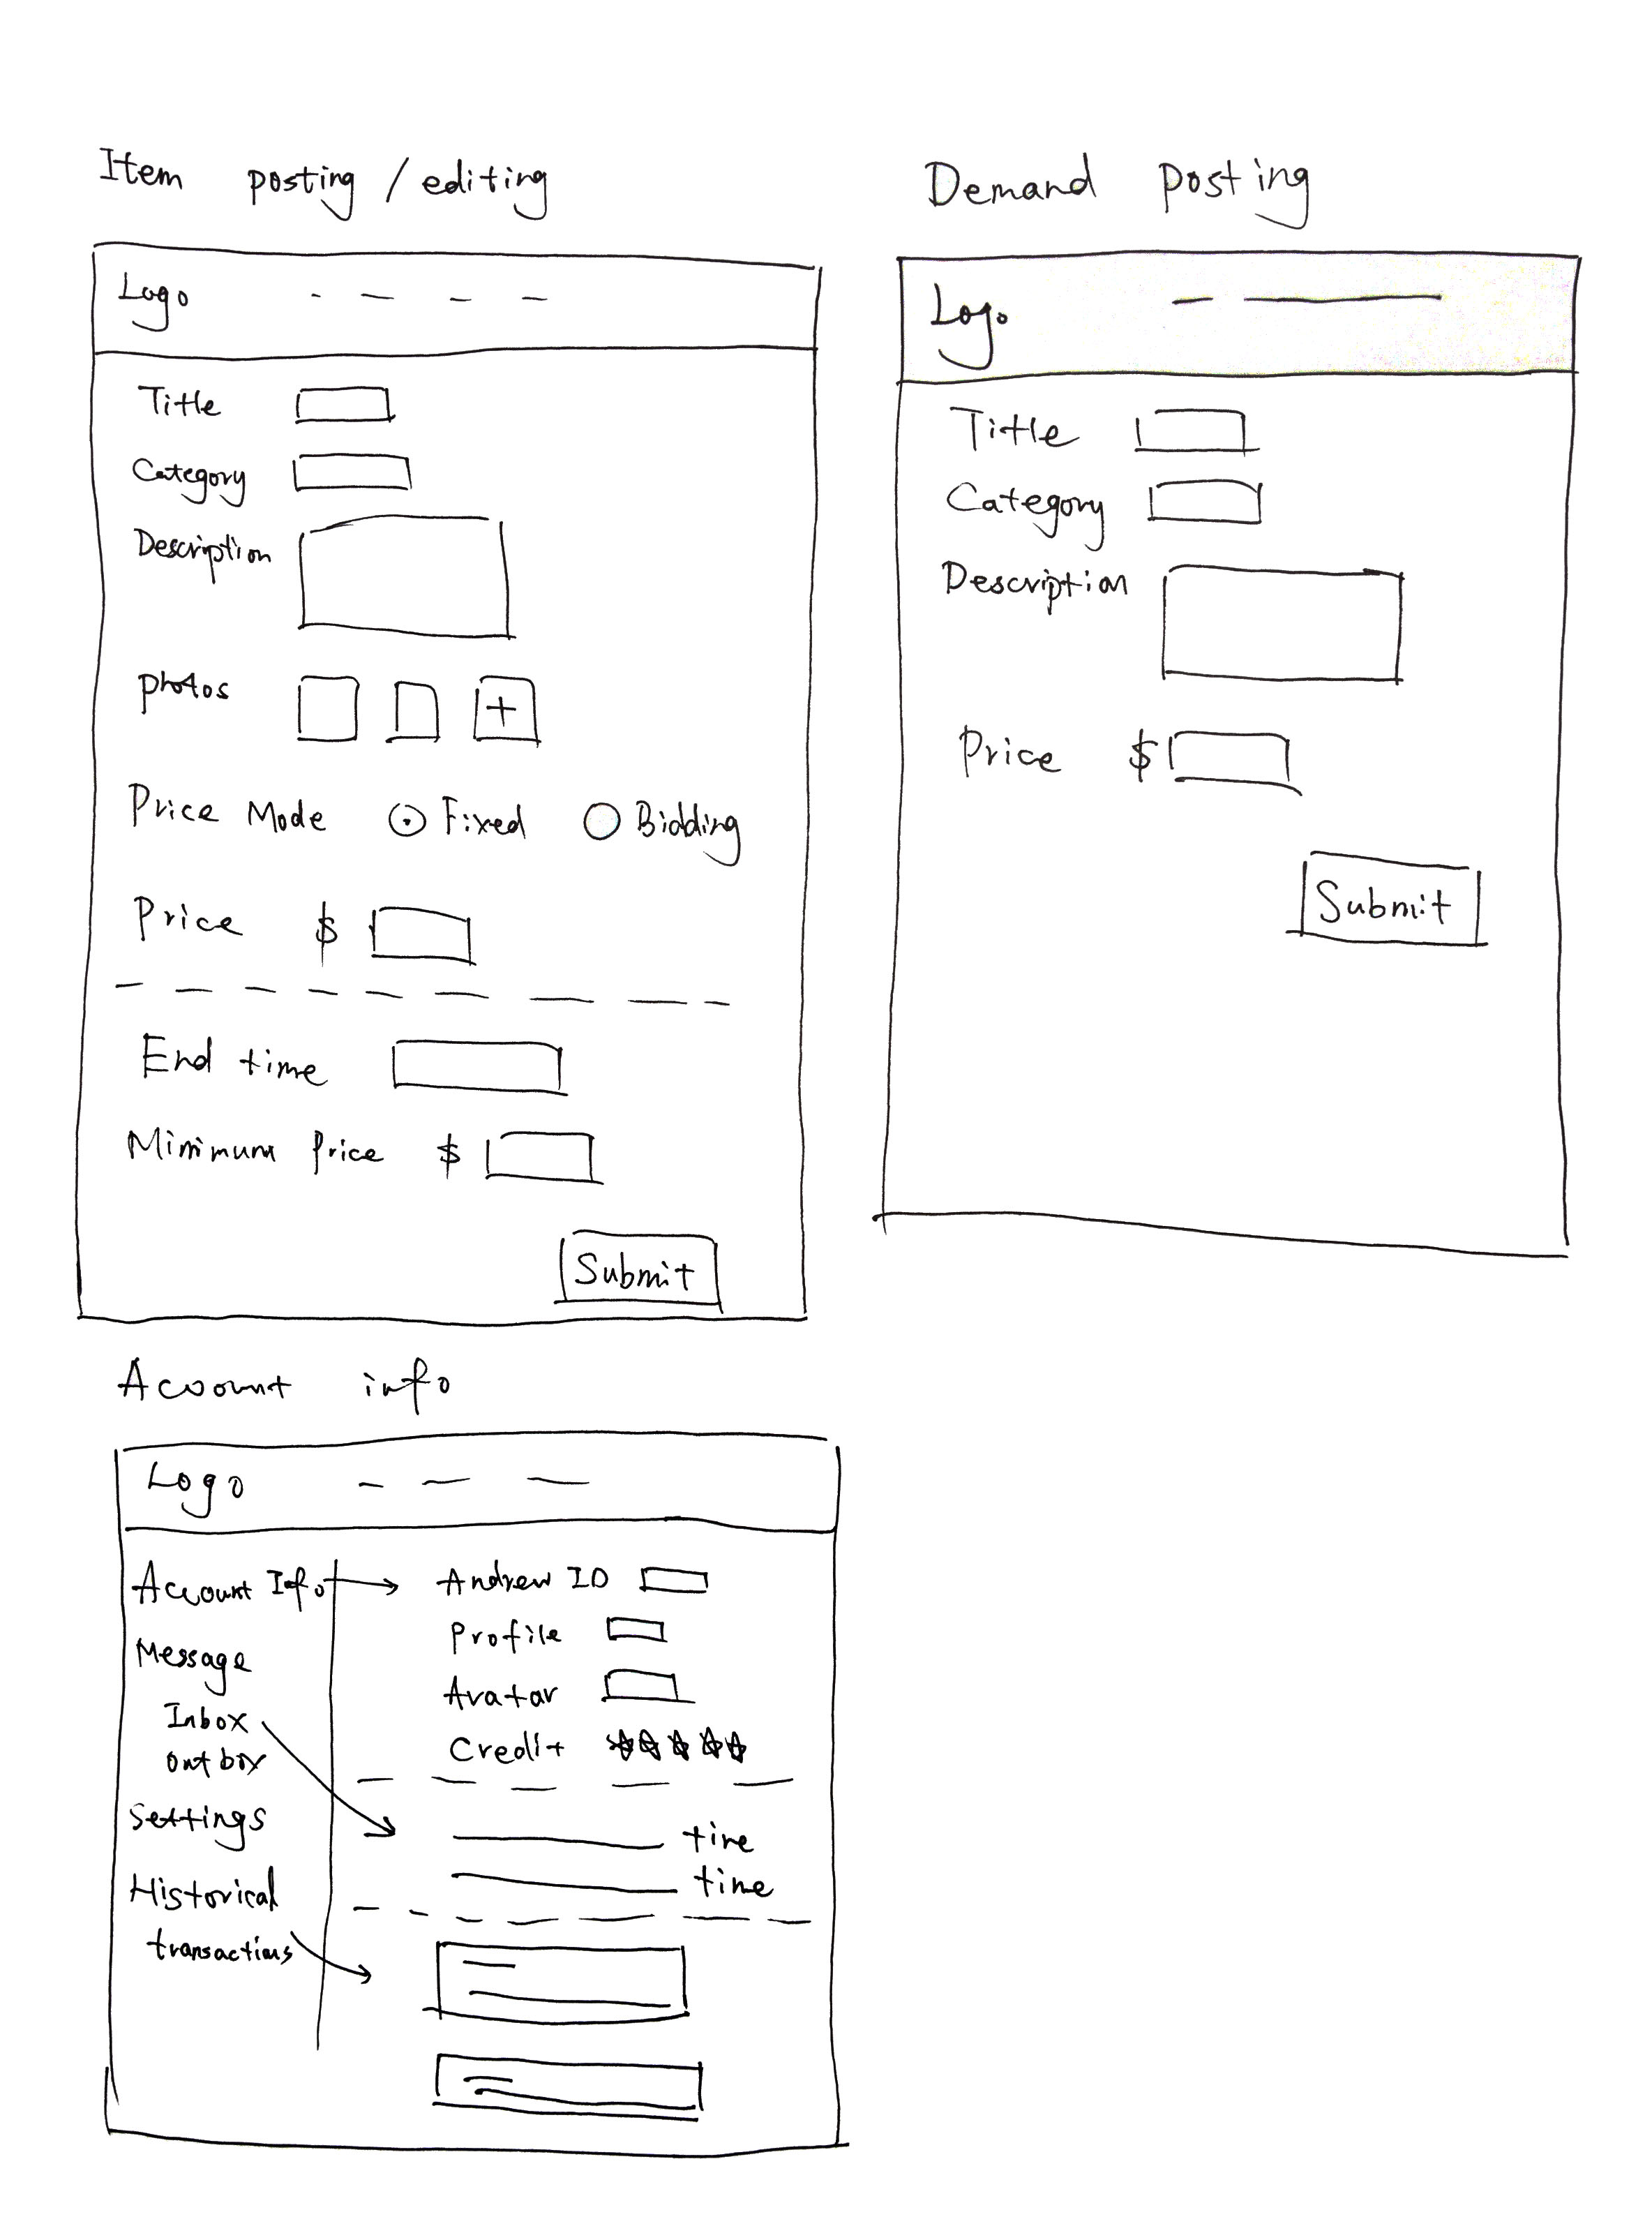 Item posting / editing
Logo
Title
Category
Description
photos
+
Price Mode Fixed Bidding
Price $
End time
Minimum Price $
Submit
Demand Posting
Logo
Title
Category
Description
Price $
Submit
Account info
Logo
Account Info
Message
Inbox
Outbox
Settings
Historical
transactions
Andrew ID
Profile
Avatar
Credit ☆☆☆☆☆
time
time